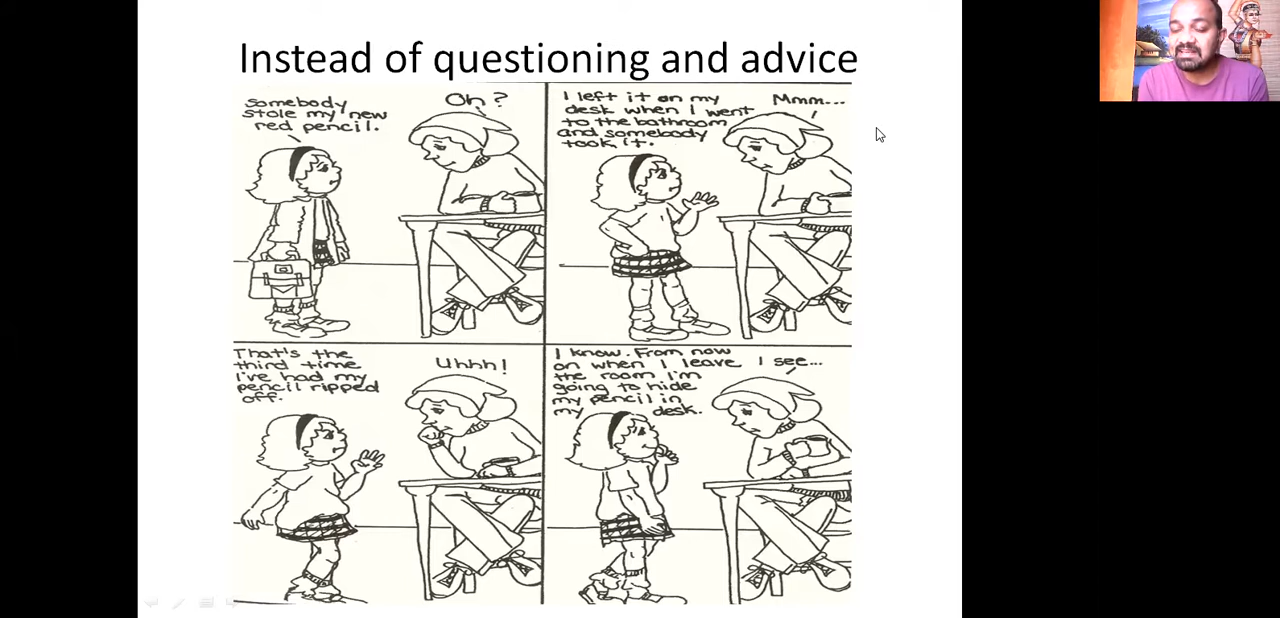 Instead of questioning and advice
Somebody
stole my new
red pencil.
Oh?
I left it on my
desk when I went
to the bathroom
and somebody
took it.
Mmm...
That's the
third time
I've had my
pencil ripped
off.
Uhhh!
I know. From now
on when I leave
the room I'm
going to hide
my pencil in
my desk.
I see...